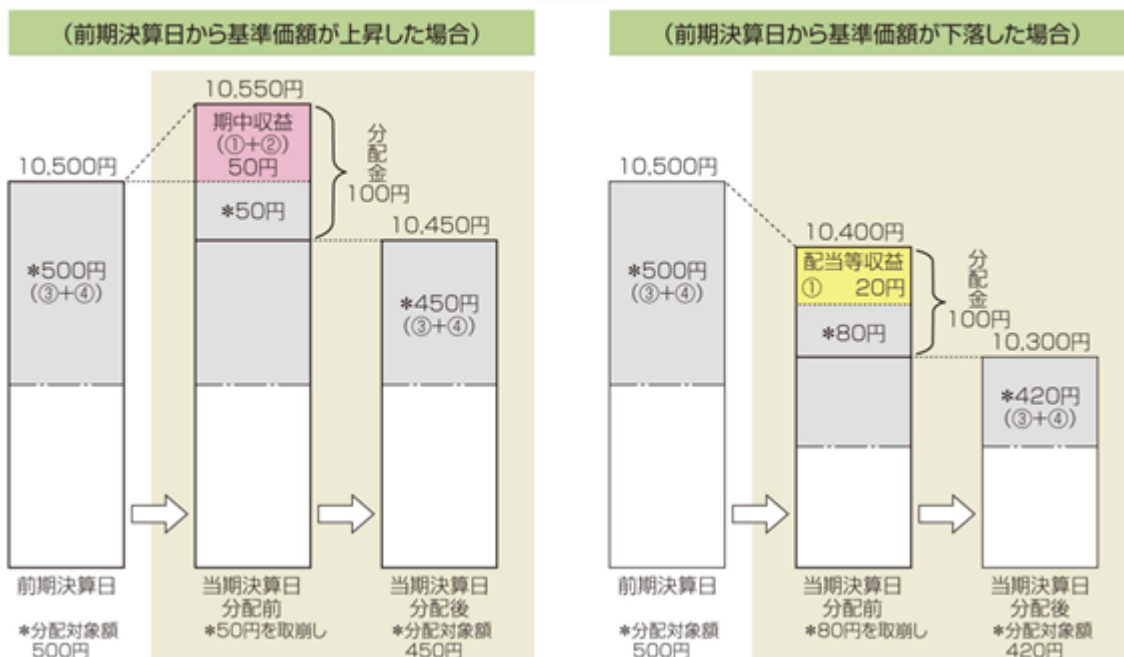 (前期決算日から基準価額が上昇した場合)
10,500円
*500円
(③+④)
前期決算日
*分配対象額
500円
10,550円
期中収益
(①+②)
50円
*50円
分配金
100円
当期決算日
分配前
*50円を取崩し
10,450円
*450円
(③+④)
当期決算日
分配後
*分配対象額
450円
(前期決算日から基準価額が下落した場合)
10,500円
*500円
(③+④)
前期決算日
*分配対象額
500円
10,400円
配当等収益
① 20円
*80円
分配金
100円
当期決算日
分配前
*80円を取崩し
10,300円
*420円
(③+④)
当期決算日
分配後
*分配対象額
420円